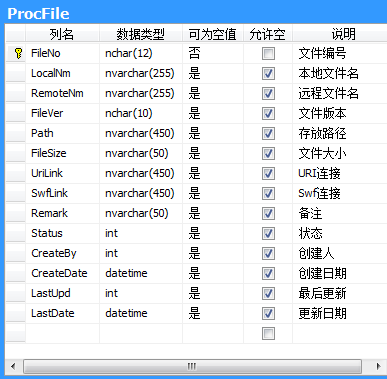 ProcFile
列名 数据类型 可为空值 允许空 说明
FileNo nchar(12) 否 文件编号
LocalNm nvarchar(255) 是 本地文件名
RemoteNm nvarchar(255) 是 远程文件名
FileVer nchar(10) 是 文件版本
Path nvarchar(450) 是 存放路径
FileSize nvarchar(50) 是 文件大小
UriLink nvarchar(450) 是 URI连接
SwfLink nvarchar(450) 是 Swf连接
Remark nvarchar(50) 是 备注
Status int 是 状态
CreateBy int 是 创建人
CreateDate datetime 是 创建日期
LastUpd int 是 最后更新
LastDate datetime 是 更新日期